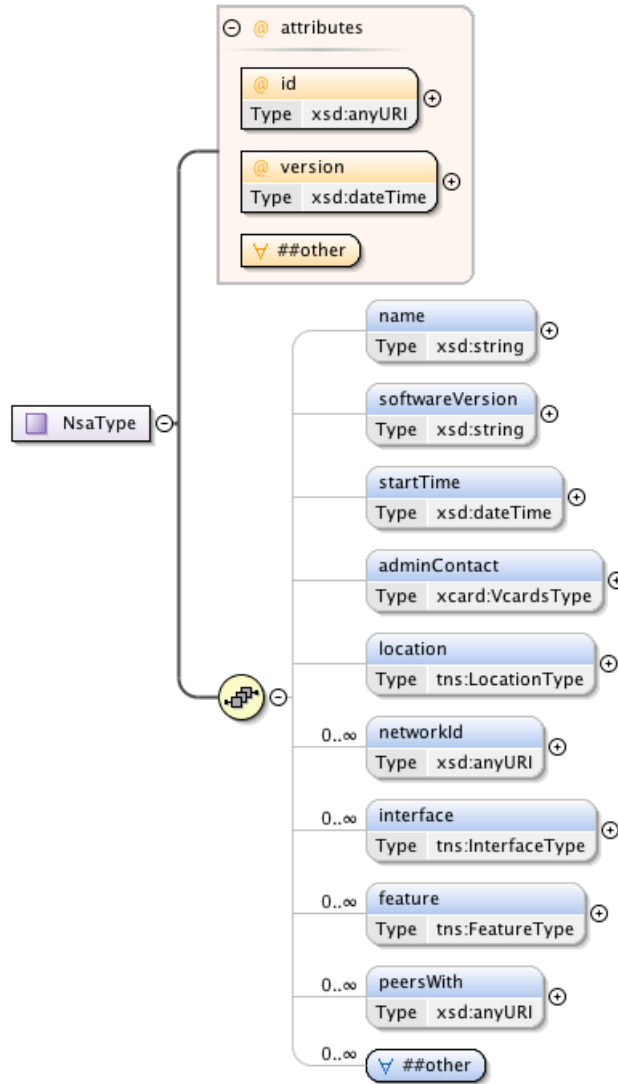 @ attributes
@ id
Type xsd:anyURI
@ version
Type xsd:dateTime
∀ ##other
NsaType
name
Type xsd:string
softwareVersion
Type xsd:string
startTime
Type xsd:dateTime
adminContact
Type xcard:VcardsType
location
Type tns:LocationType
0..∞ networkId
Type xsd:anyURI
0..∞ interface
Type tns:InterfaceType
0..∞ feature
Type tns:FeatureType
0..∞ peersWith
Type xsd:anyURI
0..∞ ∀ ##other